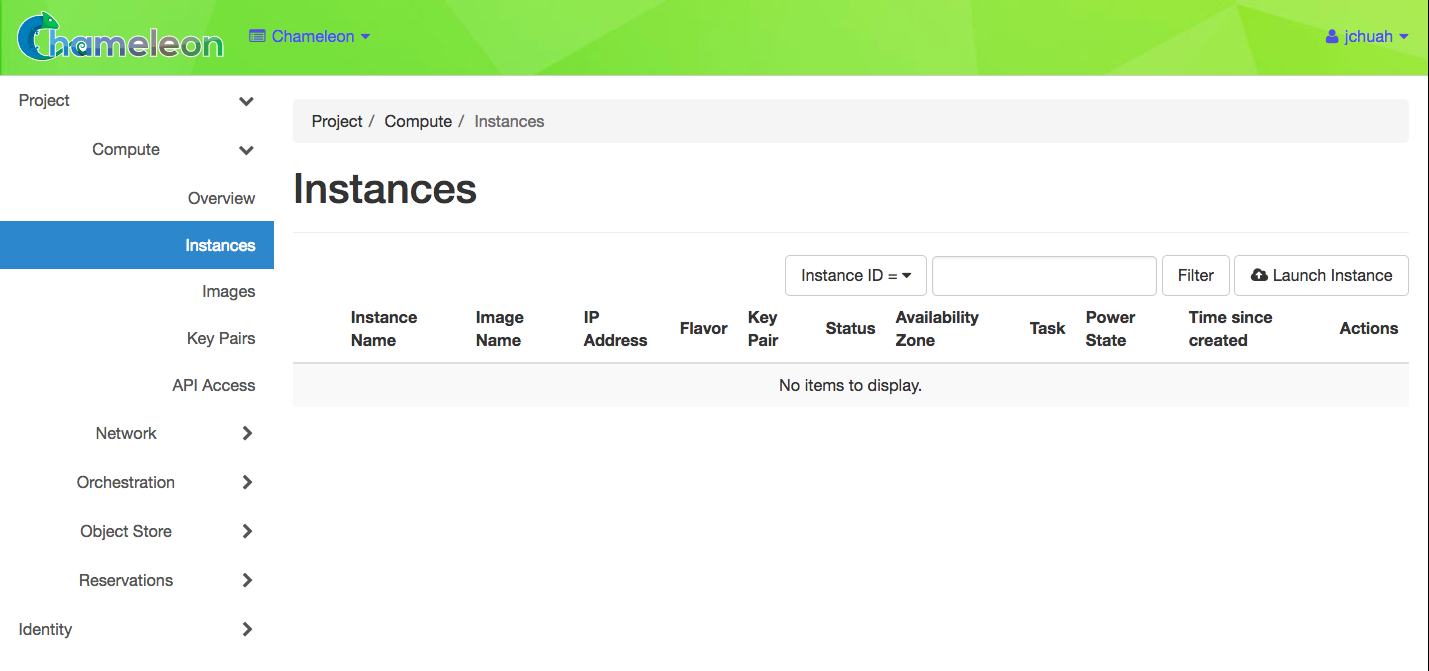 Chameleon
Chameleon
jchuah
Project
Compute
Overview
Instances
Images
Key Pairs
API Access
Network
Orchestration
Object Store
Reservations
Identity
Project / Compute / Instances
Instances
Instance ID =
Filter
Launch Instance
Instance Name
Image Name
IP Address
Flavor
Key Pair
Status
Availability Zone
Task
Power State
Time since created
Actions
No items to display.